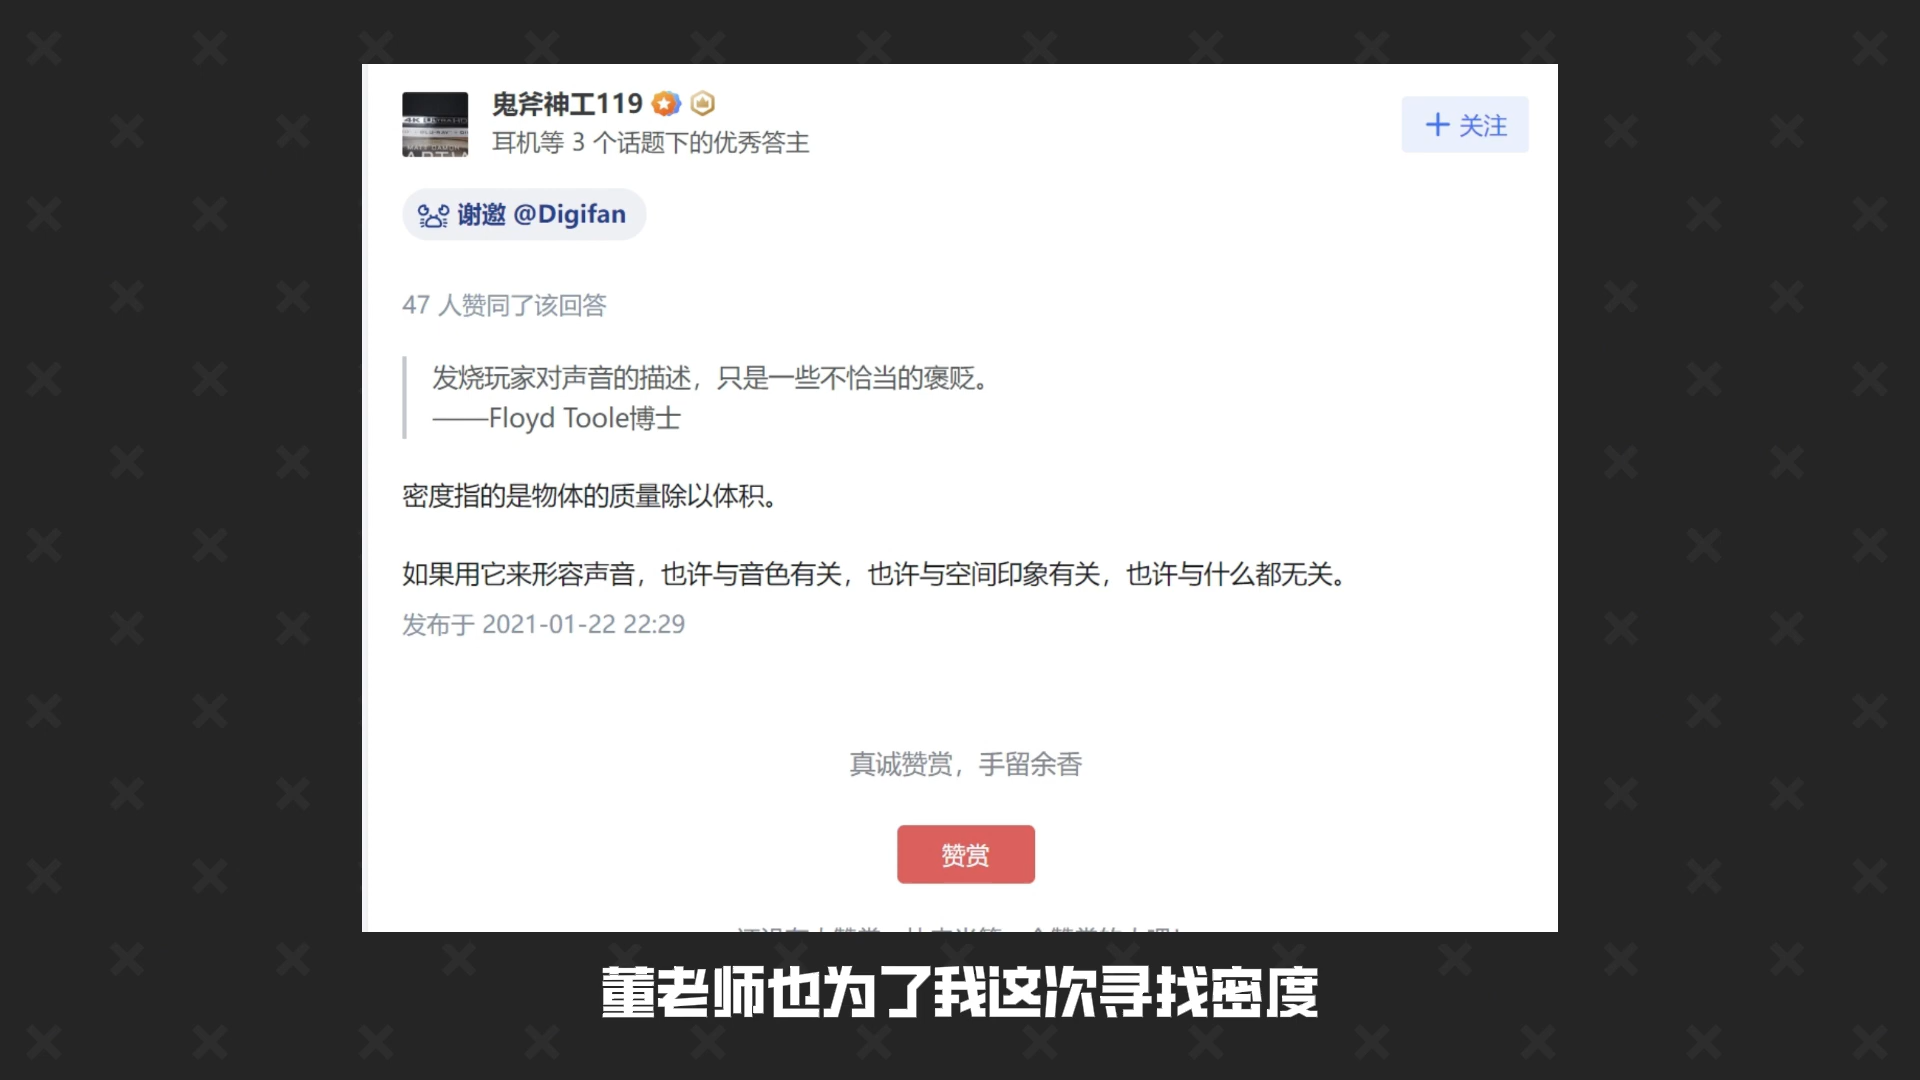 鬼斧神工119
耳机等 3 个话题下的优秀答主
关注
谢邀 @Digifan
47 人赞同了该回答
发烧玩家对声音的描述，只是一些不恰当的褒贬。
——Floyd Toole博士
密度指的是物体的质量除以体积。
如果用它来形容声音，也许与音色有关，也许与空间印象有关，也许与什么都无关。
发布于 2021-01-22 22:29
真诚赞赏，手留余香
赞赏
董老师也为了我这次寻找密度